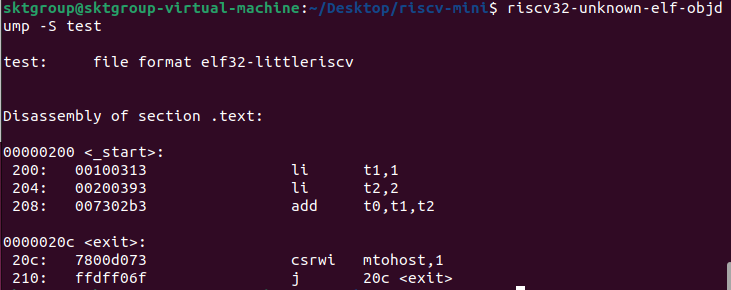 sktgroup@sktgroup-virtual-machine:~/Desktop/riscv-mini$ riscv32-unknown-elf-objd
ump -S test
test:     file format elf32-littleriscv
Disassembly of section .text:
00000200 <_start>:
 200:	00100313          	li	t1,1
 204:	00200393          	li	t2,2
 208:	007302b3          	add	t0,t1,t2
0000020c <exit>:
 20c:	7800d073          	csrwi	mtohost,1
 210:	ffdff06f          	j	20c <exit>